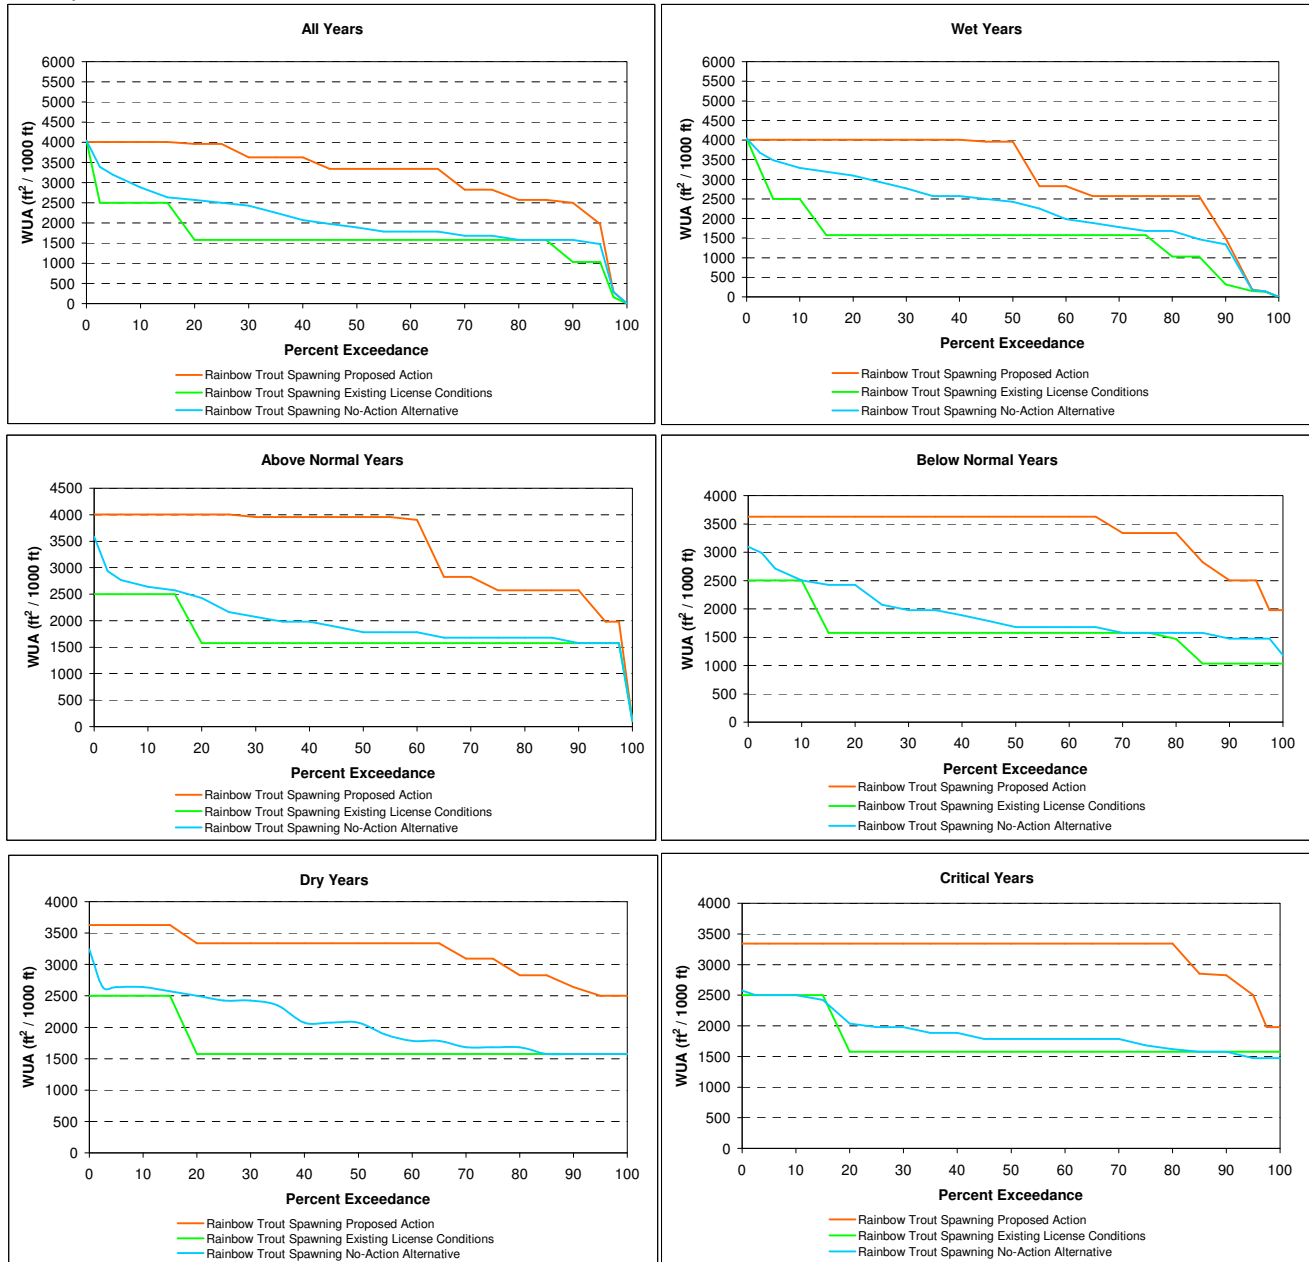 All Years
6000
5500
5000
4500
4000
3500
3000
2500
2000
1500
1000
500
0
WUA (ft² / 1000 ft)
0 10 20 30 40 50 60 70 80 90 100
Percent Exceedance
Rainbow Trout Spawning Proposed Action
Rainbow Trout Spawning Existing License Conditions
Rainbow Trout Spawning No-Action Alternative
Wet Years
6000
5500
5000
4500
4000
3500
3000
2500
2000
1500
1000
500
0
WUA (ft² / 1000 ft)
0 10 20 30 40 50 60 70 80 90 100
Percent Exceedance
Rainbow Trout Spawning Proposed Action
Rainbow Trout Spawning Existing License Conditions
Rainbow Trout Spawning No-Action Alternative
Above Normal Years
4500
4000
3500
3000
2500
2000
1500
1000
500
0
WUA (ft² / 1000 ft)
0 10 20 30 40 50 60 70 80 90 100
Percent Exceedance
Rainbow Trout Spawning Proposed Action
Rainbow Trout Spawning Existing License Conditions
Rainbow Trout Spawning No-Action Alternative
Below Normal Years
4000
3500
3000
2500
2000
1500
1000
500
0
WUA (ft² / 1000 ft)
0 10 20 30 40 50 60 70 80 90 100
Percent Exceedance
Rainbow Trout Spawning Proposed Action
Rainbow Trout Spawning Existing License Conditions
Rainbow Trout Spawning No-Action Alternative
Dry Years
4000
3500
3000
2500
2000
1500
1000
500
0
WUA (ft² / 1000 ft)
0 10 20 30 40 50 60 70 80 90 100
Percent Exceedance
Rainbow Trout Spawning Proposed Action
Rainbow Trout Spawning Existing License Conditions
Rainbow Trout Spawning No-Action Alternative
Critical Years
4000
3500
3000
2500
2000
1500
1000
500
0
WUA (ft² / 1000 ft)
0 10 20 30 40 50 60 70 80 90 100
Percent Exceedance
Rainbow Trout Spawning Proposed Action
Rainbow Trout Spawning Existing License Conditions
Rainbow Trout Spawning No-Action Alternative